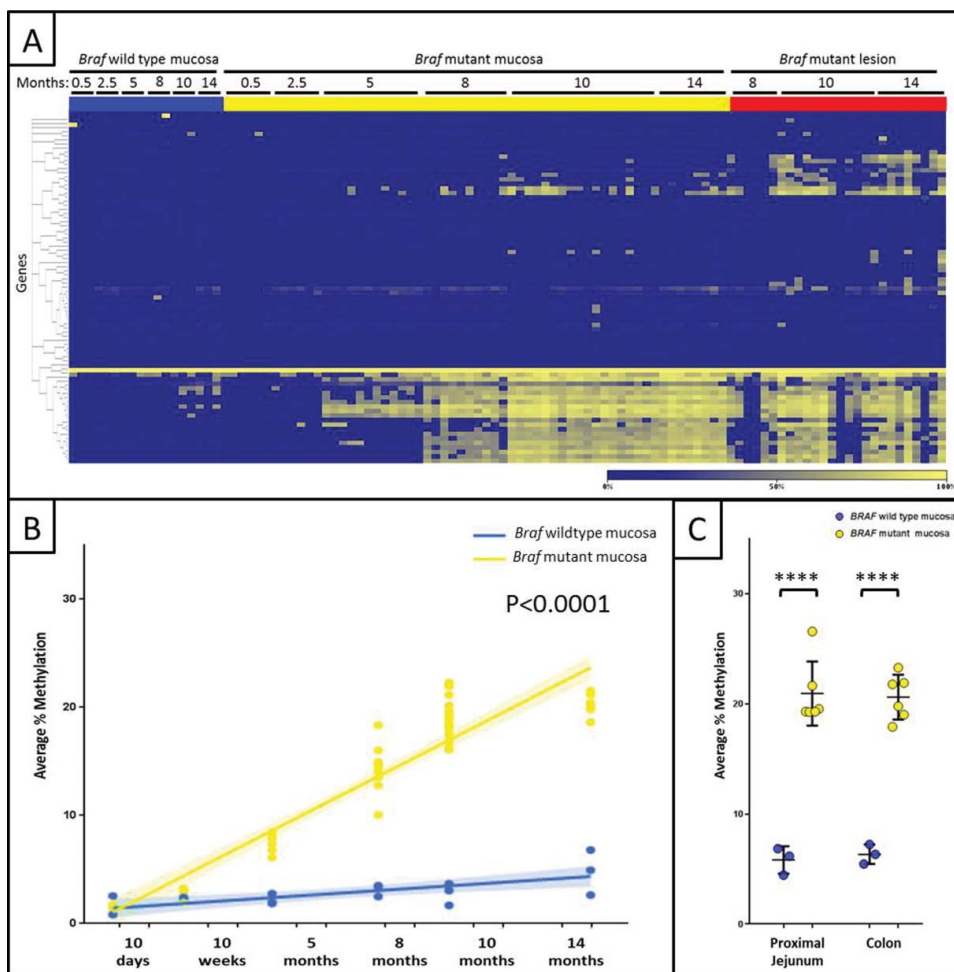 A
Braf wild type mucosa
Braf mutant mucosa
Braf mutant lesion
Months: 0.5 2.5 5 8 10 14 0.5 2.5 5 8 10 14 8 10 14
Genes
0% 50% 100%
B
Braf wildtype mucosa
Braf mutant mucosa
P<0.0001
Average % Methylation
30
20
10
0
10 days
10 weeks
5 months
8 months
10 months
14 months
C
BRAF wild type mucosa
BRAF mutant mucosa
**** ****
Average % Methylation
30
20
10
0
Proximal Jejunum
Colon